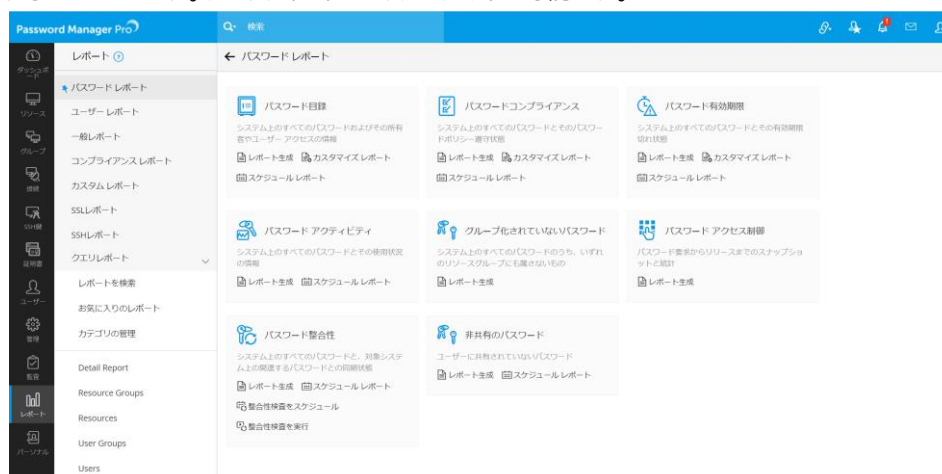 Password Manager Pro
検索
ダッシュボード
リソース
グループ
接続
SSH鍵
証明書
ユーザー
管理
監査
レポート
パーソナル
レポート
パスワード レポート
ユーザー レポート
一般レポート
コンプライアンス レポート
カスタム レポート
SSLレポート
SSHレポート
クエリレポート
レポートを検索
お気に入りのレポート
カテゴリの管理
Detail Report
Resource Groups
Resources
User Groups
Users
← パスワード レポート
パスワード目録
システム上のすべてのパスワードおよびその所有
者やユーザー アクセスの情報
レポート生成 カスタマイズ レポート
スケジュール レポート
パスワードコンプライアンス
システム上のすべてのパスワードとそのパスワー
ドポリシー遵守状態
レポート生成 カスタマイズ レポート
スケジュール レポート
パスワード有効期限
システム上のすべてのパスワードとその有効期限
切れ状態
レポート生成 カスタマイズ レポート
スケジュール レポート
パスワード アクティビティ
システム上のすべてのパスワードとその使用状況
の情報
レポート生成 スケジュール レポート
グループ化されていないパスワード
システム上のすべてのパスワードのうち、いずれ
のリソースグループにも属さないもの
レポート生成
パスワード アクセス制御
パスワード要求からリリースまでのスナップショ
ットと統計
レポート生成
パスワード整合性
システム上のすべてのパスワードと、対象システ
ム上の関連するパスワードとの同期状態
レポート生成 スケジュール レポート
整合性検査をスケジュール
整合性検査を実行
非共有のパスワード
ユーザーに共有されていないパスワード
レポート生成 スケジュール レポート